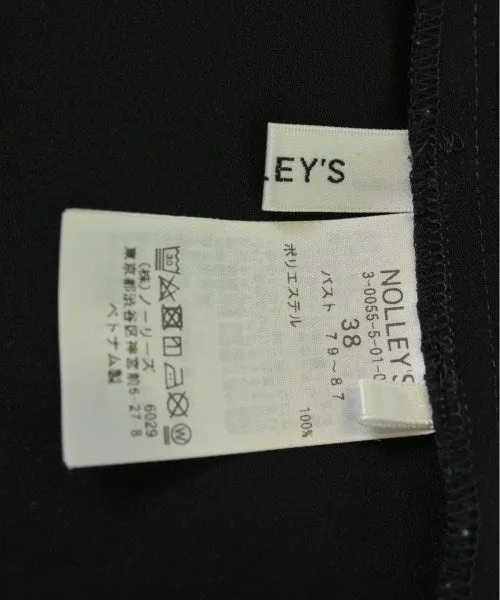 LEY'S
NOLLEY'S
3-0055-5-01-0
38
バスト 79~87
ポリエステル 100%
30
W
(株)ノーリーズ 6029
東京都渋谷区神宮前6-27-8
ベトナム製